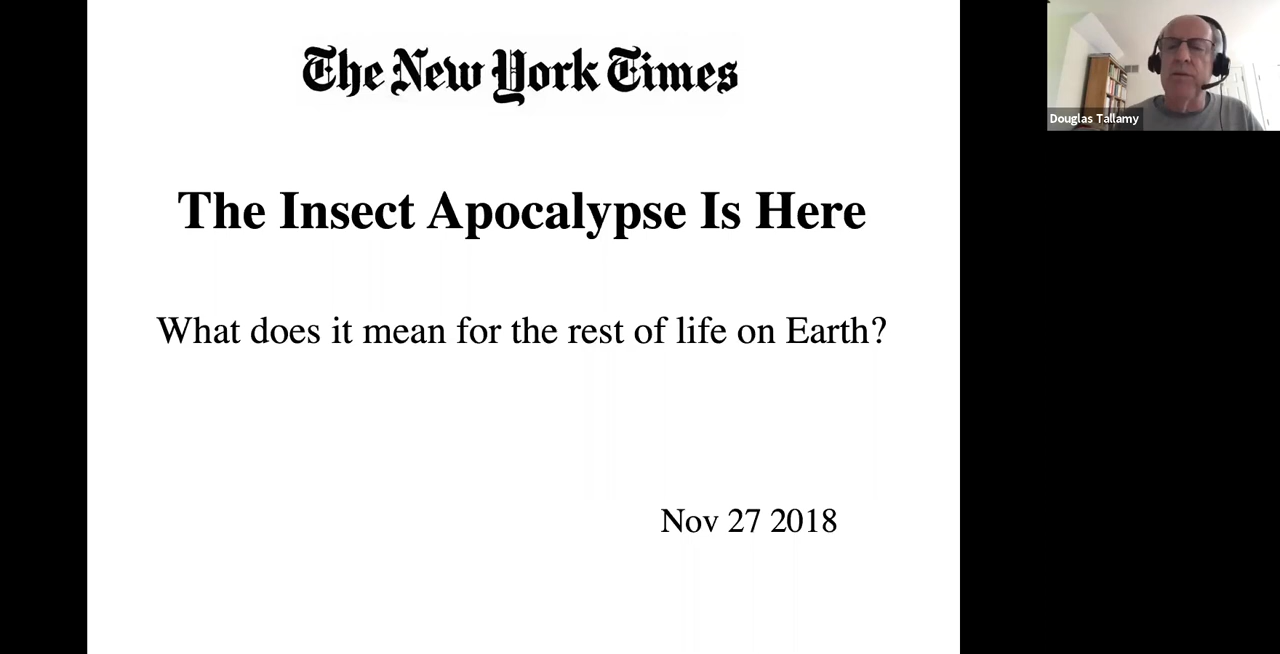 The New York Times
Douglas Tallamy
The Insect Apocalypse Is Here
What does it mean for the rest of life on Earth?
Nov 27 2018